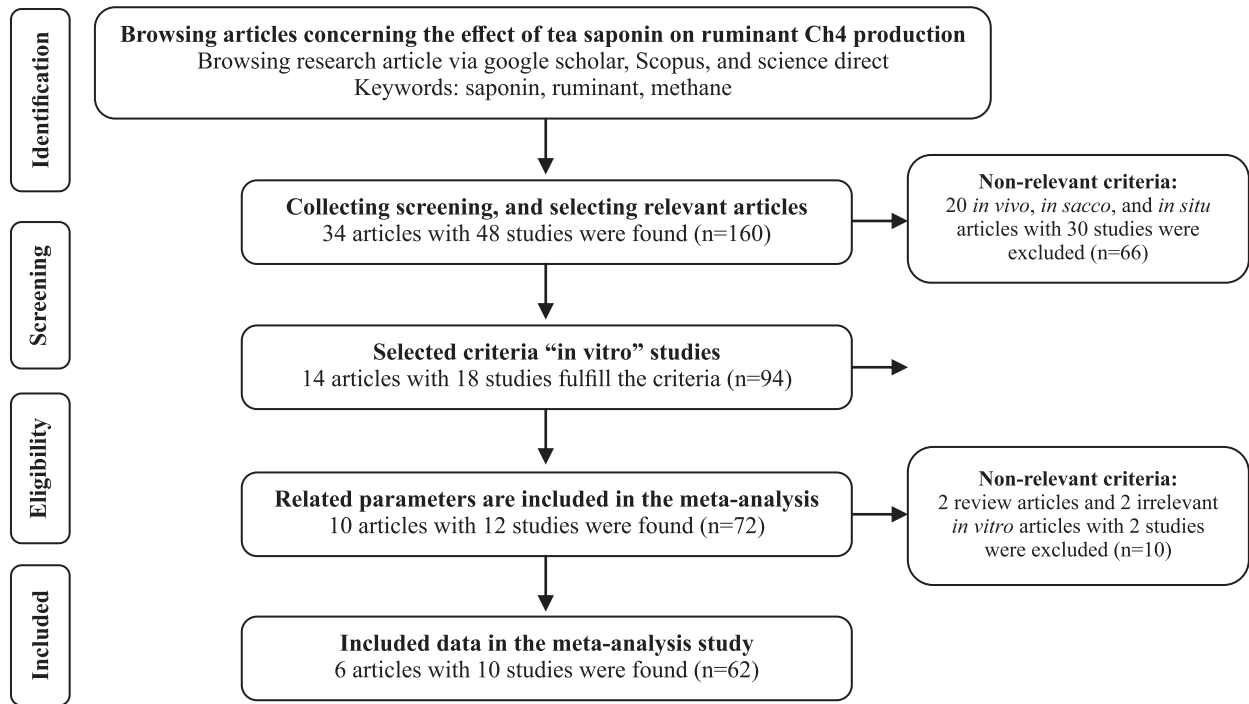 Identification
Browsing articles concerning the effect of tea saponin on ruminant Ch4 production
Browsing research article via google scholar, Scopus, and science direct
Keywords: saponin, ruminant, methane
Collecting screening, and selecting relevant articles
34 articles with 48 studies were found (n=160)
Non-relevant criteria:
20 in vivo, in sacco, and in situ
articles with 30 studies were
excluded (n=66)
Screening
Selected criteria “in vitro” studies
14 articles with 18 studies fulfill the criteria (n=94)
Eligibility
Related parameters are included in the meta-analysis
10 articles with 12 studies were found (n=72)
Non-relevant criteria:
2 review articles and 2 irrelevant
in vitro articles with 2 studies
were excluded (n=10)
Included
Included data in the meta-analysis study
6 articles with 10 studies were found (n=62)